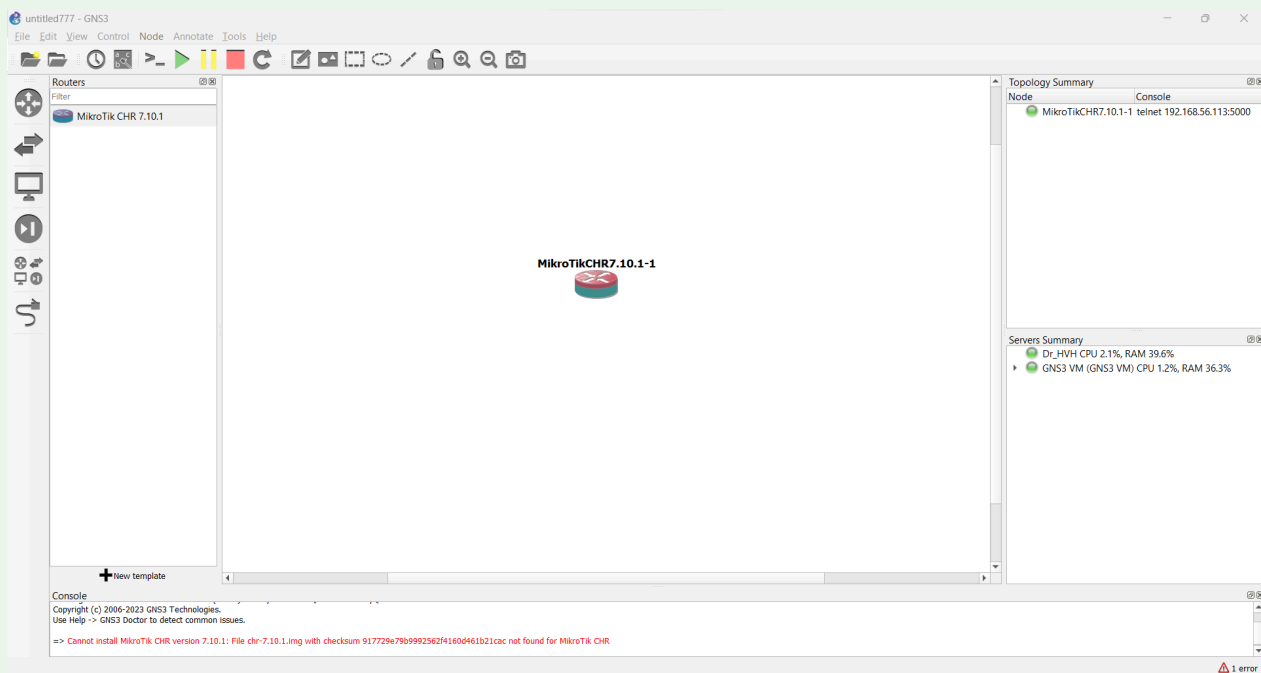 untitled777 - GNS3
File Edit View Control Node Annotate Tools Help
Routers
Filter
MikroTik CHR 7.10.1
New template
MikroTikCHR7.10.1-1
Topology Summary
Node Console
MikroTikCHR7.10.1-1 telnet 192.168.56.113:5000
Servers Summary
Dr_HVH CPU 2.1%, RAM 39.6%
GNS3 VM (GNS3 VM) CPU 1.2%, RAM 36.3%
Console
Copyright (c) 2006-2023 GNS3 Technologies.
Use Help -> GNS3 Doctor to detect common issues.
=> Cannot install MikroTik CHR version 7.10.1: File chr-7.10.1.img with checksum 917729e79b9992562f4160d461b21cac not found for MikroTik CHR
1 error